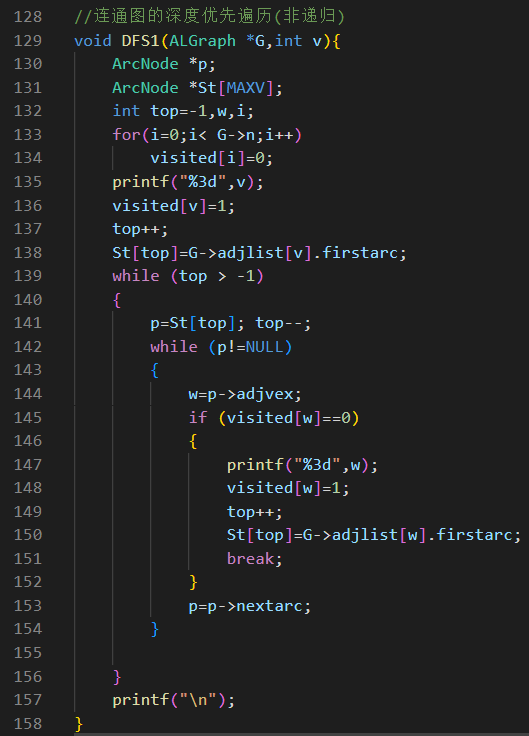 128 //连通图的深度优先遍历(非递归)
129 void DFS1(ALGraph *G,int v){
130     ArcNode *p;
131     ArcNode *St[MAXV];
132     int top=-1,w,i;
133     for(i=0;i< G->n;i++)
134         visited[i]=0;
135     printf("%3d",v);
136     visited[v]=1;
137     top++;
138     St[top]=G->adjlist[v].firstarc;
139     while (top > -1)
140     {
141         p=St[top]; top--;
142         while (p!=NULL)
143         {
144             w=p->adjvex;
145             if (visited[w]==0)
146             {
147                 printf("%3d",w);
148                 visited[w]=1;
149                 top++;
150                 St[top]=G->adjlist[w].firstarc;
151                 break;
152             }
153             p=p->nextarc;
154         }
155
156     }
157     printf("\n");
158 }